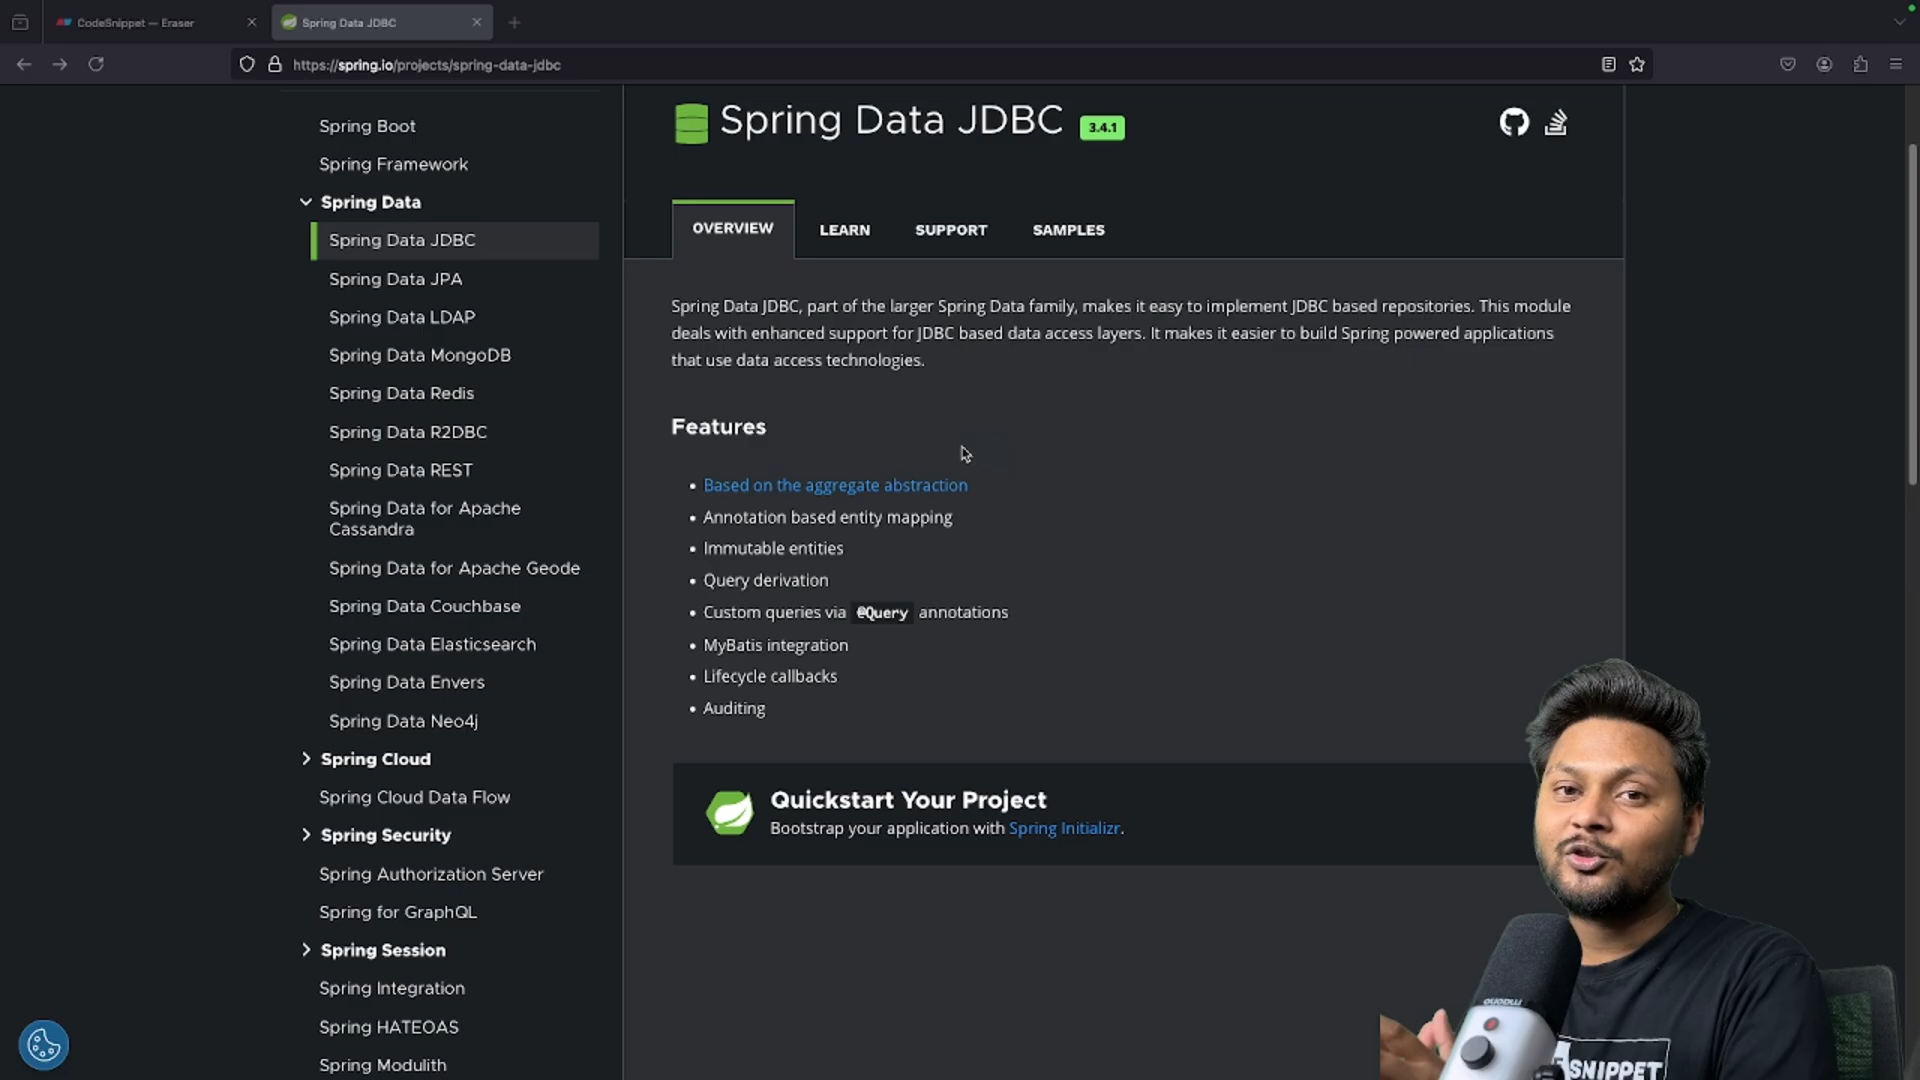 CodeSnippet — Eraser
Spring Data JDBC
https://spring.io/projects/spring-data-jdbc
Spring Boot
Spring Framework
Spring Data
Spring Data JDBC
Spring Data JPA
Spring Data LDAP
Spring Data MongoDB
Spring Data Redis
Spring Data R2DBC
Spring Data REST
Spring Data for Apache
Cassandra
Spring Data for Apache Geode
Spring Data Couchbase
Spring Data Elasticsearch
Spring Data Envers
Spring Data Neo4j
Spring Cloud
Spring Cloud Data Flow
Spring Security
Spring Authorization Server
Spring for GraphQL
Spring Session
Spring Integration
Spring HATEOAS
Spring Modulith
Spring Data JDBC 3.4.1
OVERVIEW LEARN SUPPORT SAMPLES
Spring Data JDBC, part of the larger Spring Data family, makes it easy to implement JDBC based repositories. This module
deals with enhanced support for JDBC based data access layers. It makes it easier to build Spring powered applications
that use data access technologies.
Features
• Based on the aggregate abstraction
• Annotation based entity mapping
• Immutable entities
• Query derivation
• Custom queries via @Query annotations
• MyBatis integration
• Lifecycle callbacks
• Auditing
Quickstart Your Project
Bootstrap your application with Spring Initializr.
SNIPPET